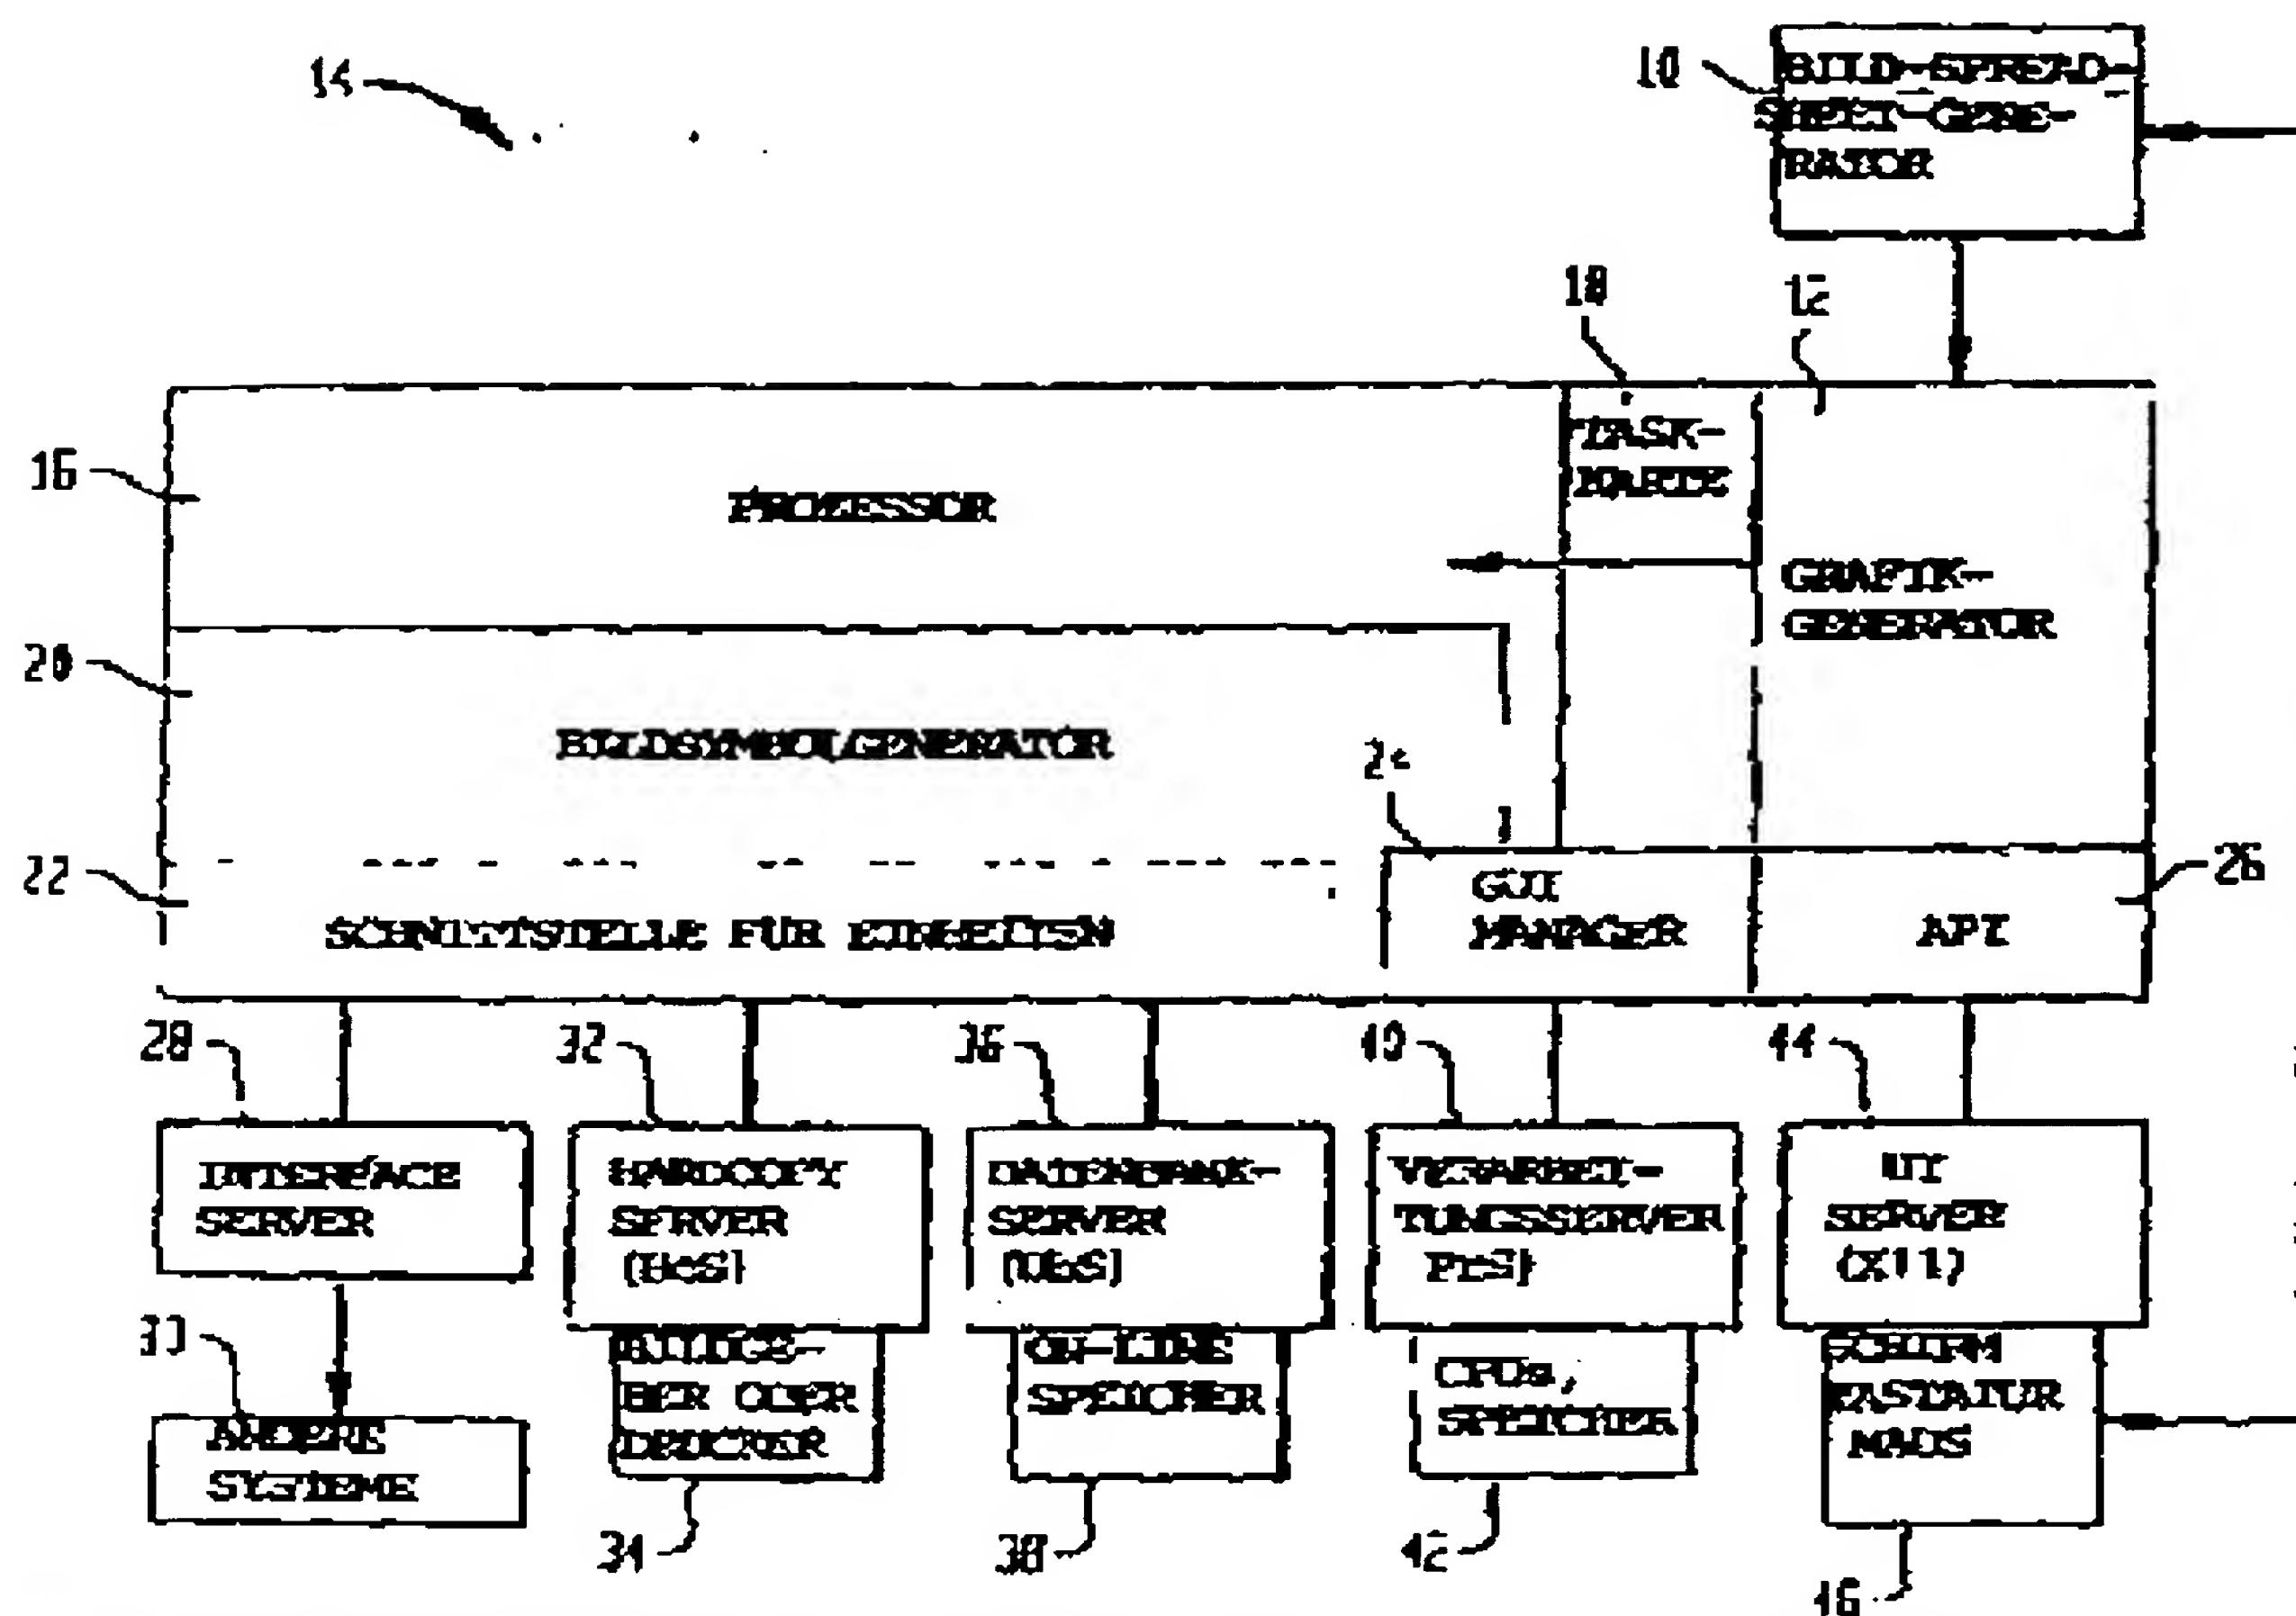 14
10
BILD-SPREAD-
SHEET-GENE-
RATOR
18
12
16
PROZESSOR
TASK-
KARTE
GRAFIK-
GENERATOR
20
BILDSYMBOLGENERATOR
24
22
SCHNITTSTELLE FÜR EINHEITEN
GUI
MANAGER
API
26
28
32
36
40
44
INTERFACE
SERVER
HARDCOPY
SERVER
(HcS)
DATENBANK-
SERVER
(DbS)
VERARBEIT-
TUNGSSERVER
PrS)
UI
SERVER
(X11)
30
ANDERE
SYSTEME
BILDGE-
BER ODER
DRUCKER
ON-LINE
SPEICHER
CPUs,
SPEICHER
SCHIRM
TASTATUR
MAUS
34
38
42
46